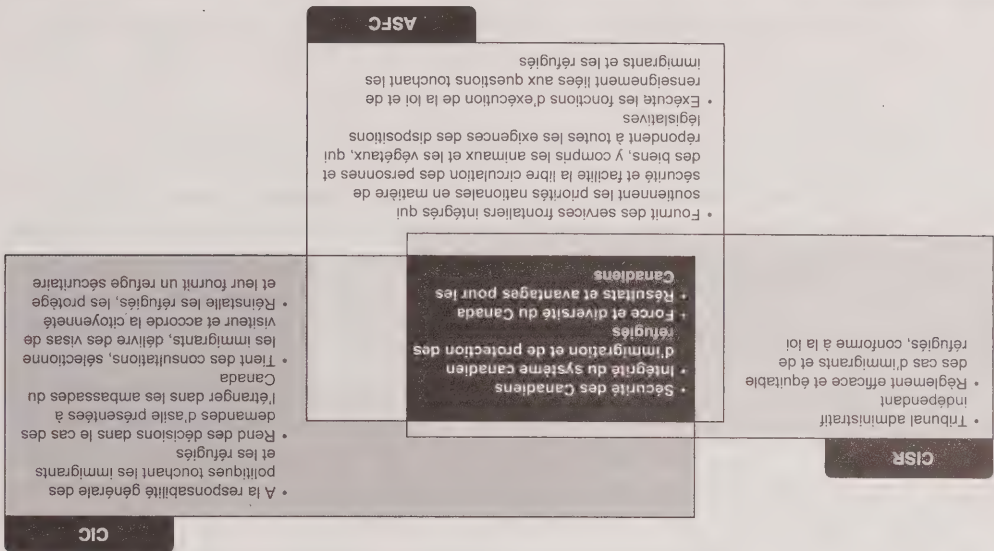 CIC
• A la responsabilité générale des
politiques touchant les immigrants
et les réfugiés
• Rend des décisions dans le cas des
demandes d'asile présentées à
l'étranger dans les ambassades du
Canada
• Tient des consultations, sélectionne
les immigrants, délivre des visas de
visiteur et accorde la citoyenneté
• Réinstalle les réfugiés, les protège
et leur fournit un refuge sécuritaire
CISR
• Tribunal administratif
indépendant
• Règlement efficace et équitable
des cas d'immigrants et de
réfugiés, conforme à la loi
• Sécurité des Canadiens
• Intégrité du système canadien
d'immigration et de protection des
réfugiés
• Force et diversité du Canada
• Résultats et avantages pour les
Canadiens
• Fournit des services frontaliers intégrés qui
soutiennent les priorités nationales en matière de
sécurité et facilite la libre circulation des personnes et
des biens, y compris les animaux et les végétaux, qui
répondent à toutes les exigences des dispositions
législatives
• Exécute les fonctions d'exécution de la loi et de
renseignement liées aux questions touchant les
immigrants et les réfugiés
ASFC